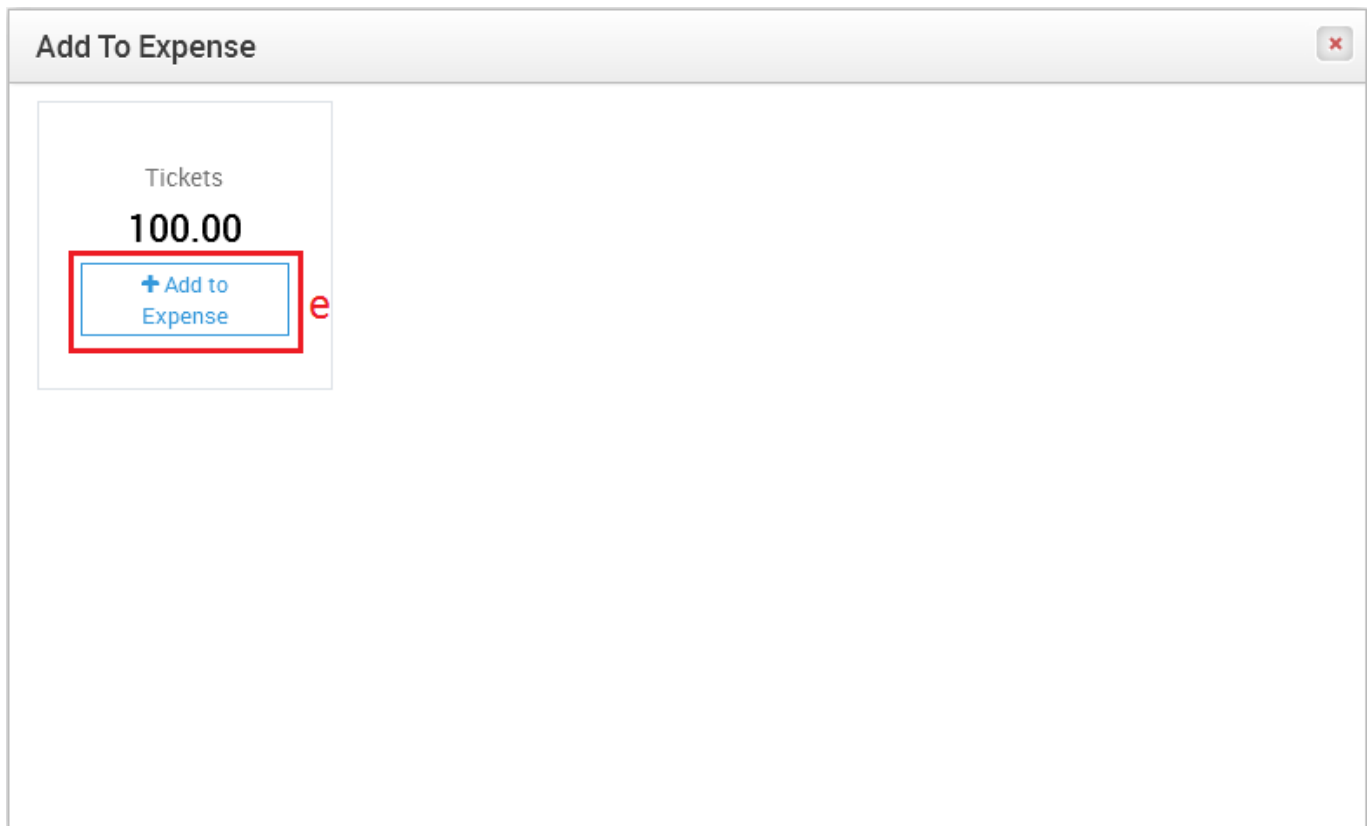 Add To Expense
Tickets
100.00
+ Add to
Expense
e